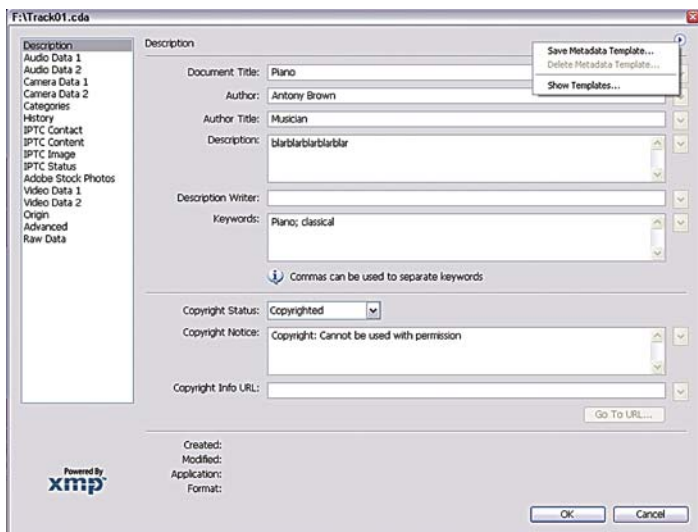 F:\Track01.cda
Description
Audio Data 1
Audio Data 2
Camera Data 1
Camera Data 2
Categories
History
IPTC Contact
IPTC Content
IPTC Image
IPTC Status
Adobe Stock Photos
Video Data 1
Video Data 2
Origin
Advanced
Raw Data
Powered By
xmp
Description
Save Metadata Template...
Delete Metadata Template...
Show Templates...
Document Title: Piano
Author: Antony Brown
Author Title: Musician
Description: blarblarblarblarblar
Description Writer:
Keywords: Piano; classical
Commas can be used to separate keywords
Copyright Status: Copyrighted
Copyright Notice: Copyright: Cannot be used with permission
Copyright Info URL:
Go To URL...
Created:
Modified:
Application:
Format:
OK
Cancel